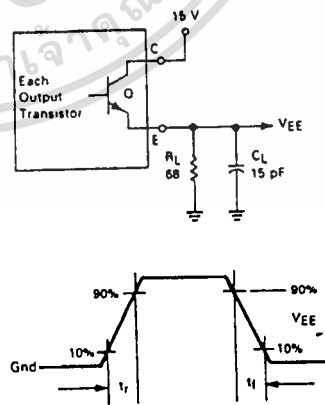 15 V
C
Each
Output
Transistor
Q
E
VEE
RL
68
CL
15 pF
90%
90%
VEE
10%
10%
Gnd
tr
tf